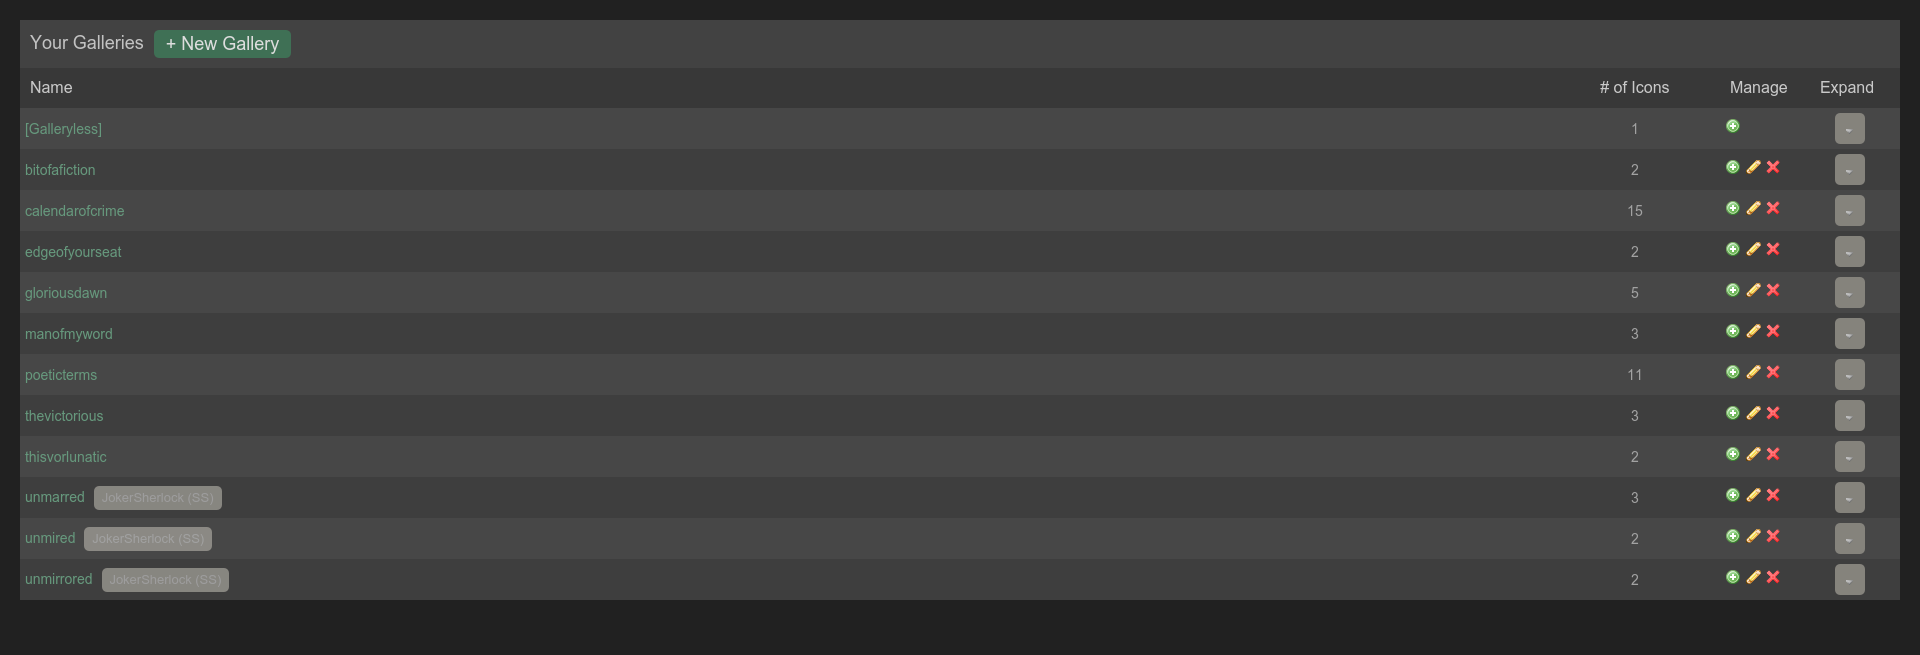 Your Galleries + New Gallery
Name # of Icons Manage Expand
[Galleryless] 1
bitofafiction 2
calendarofcrime 15
edgeofyourseat 2
gloriousdawn 5
manofmyword 3
poeticterms 11
thevictorious 3
thisvorlunatic 2
unmarred JokerSherlock (SS) 3
unmired JokerSherlock (SS) 2
unmirrored JokerSherlock (SS) 2